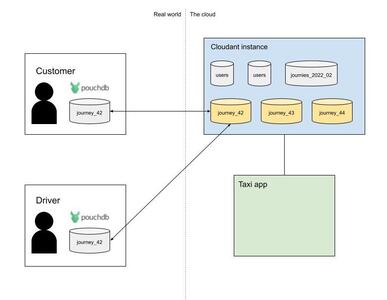 Real world
The cloud
Customer
pouchdb
journey_42
Cloudant instance
users
users
journies_2022_02
journey_42
journey_43
journey_44
Driver
pouchdb
journey_42
Taxi app